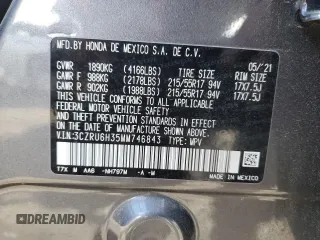 MFD.BY HONDA DE MEXICO S.A. DE C.V.
05/'21
GVWR 1890KG (4166LBS) TIRE SIZE RIM SIZE
GAWR F 988KG (2178LBS) 215/55R17 94V 17X7.5J
GAWR R 902KG (1988LBS) 215/55R17 94V 17X7.5J
THIS VEHICLE CONFORMS TO ALL APPLICABLE
FEDERAL MOTOR VEHICLE SAFETY
AND THEFT PREVENTION STANDARDS IN
EFFECT ON THE DATE OF MANUFACTURE
SHOWN ABOVE.
V.I.N:3CZRU6H35MM746843 TYPE:MPV
T7X M AA6 -NH797M -A -M
MADE IN MEXICO